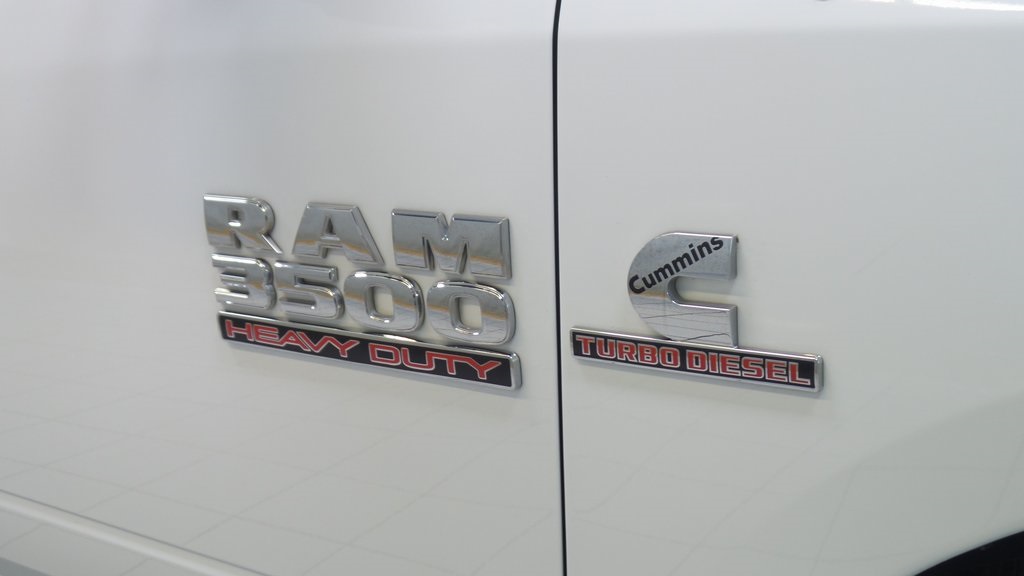 RAM
3500
HEAVY DUTY
Cummins
TURBO DIESEL